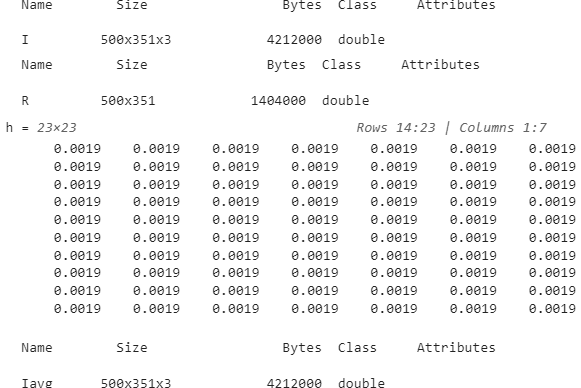 Name Size Bytes Class Attributes
I 500x351x3 4212000 double
Name Size Bytes Class Attributes
R 500x351 1404000 double
h = 23×23 Rows 14:23 | Columns 1:7
0.0019 0.0019 0.0019 0.0019 0.0019 0.0019 0.0019
0.0019 0.0019 0.0019 0.0019 0.0019 0.0019 0.0019
0.0019 0.0019 0.0019 0.0019 0.0019 0.0019 0.0019
0.0019 0.0019 0.0019 0.0019 0.0019 0.0019 0.0019
0.0019 0.0019 0.0019 0.0019 0.0019 0.0019 0.0019
0.0019 0.0019 0.0019 0.0019 0.0019 0.0019 0.0019
0.0019 0.0019 0.0019 0.0019 0.0019 0.0019 0.0019
0.0019 0.0019 0.0019 0.0019 0.0019 0.0019 0.0019
0.0019 0.0019 0.0019 0.0019 0.0019 0.0019 0.0019
0.0019 0.0019 0.0019 0.0019 0.0019 0.0019 0.0019
Name Size Bytes Class Attributes
Iavg 500x351x3 4212000 double